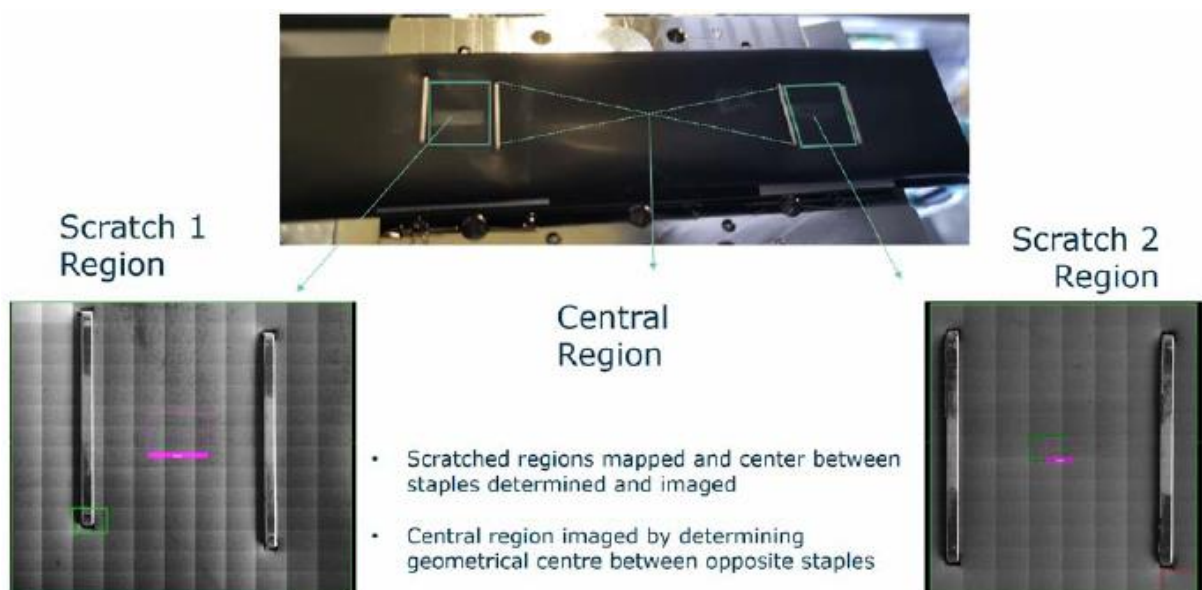 Scratch 1
Region
Scratch 2
Region
Central
Region
• Scratched regions mapped and center between
staples determined and imaged
• Central region imaged by determining
geometrical centre between opposite staples